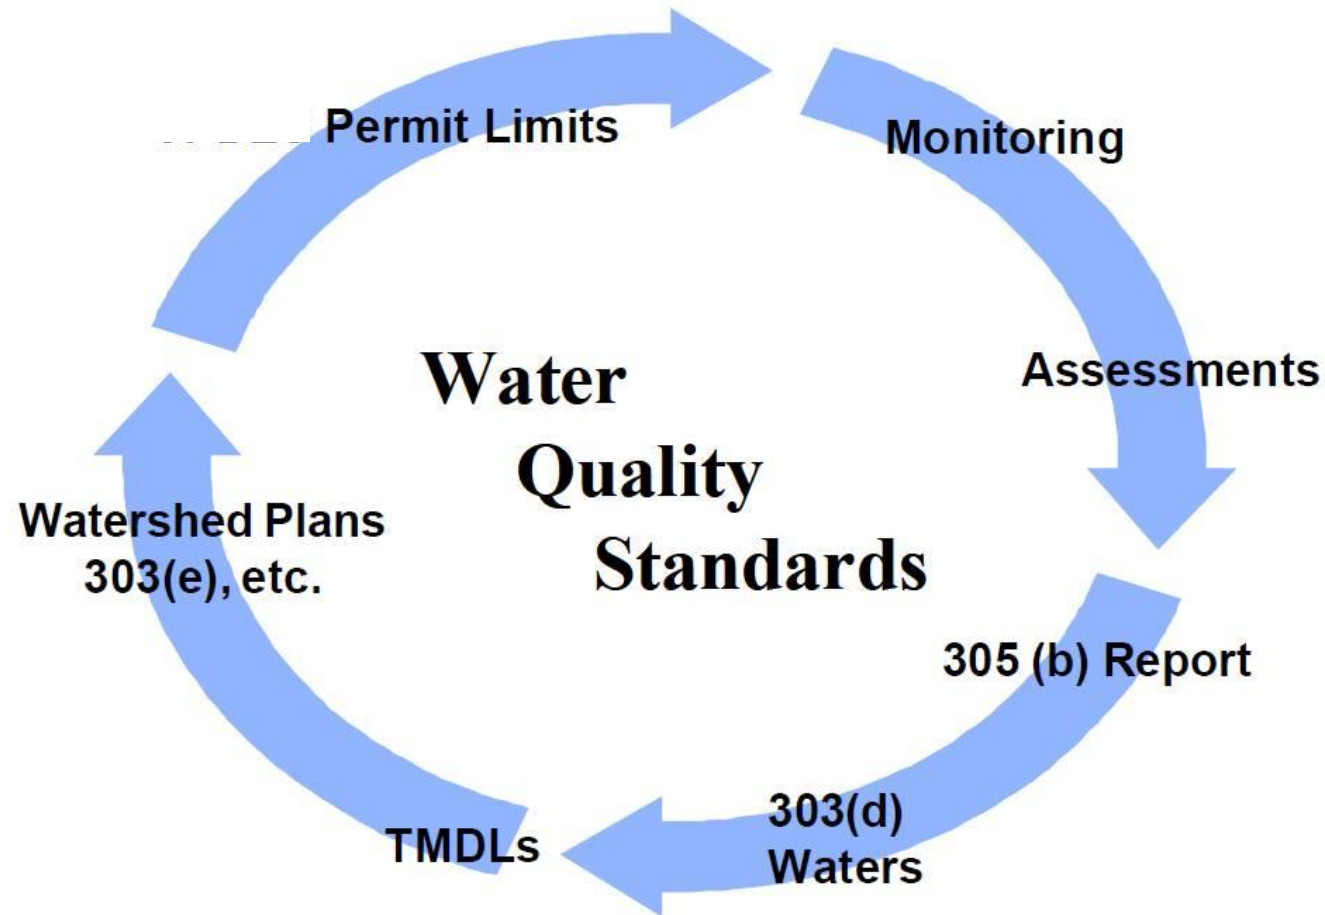 Permit Limits
Monitoring
Assessments
Water
Quality
Standards
Watershed Plans
303(e), etc.
305 (b) Report
303(d)
Waters
TMDLs